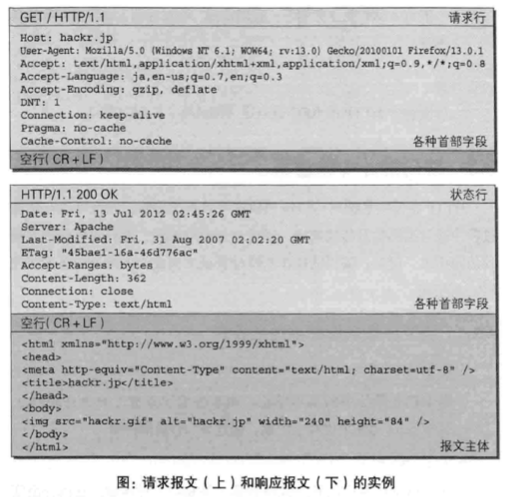 GET / HTTP/1.1 请求行
Host: hackr.jp
User-Agent: Mozilla/5.0 (Windows NT 6.1; WOW64; rv:13.0) Gecko/20100101 Firefox/13.0.1
Accept: text/html,application/xhtml+xml,application/xml;q=0.9,*/*;q=0.8
Accept-Language: ja,en-us;q=0.7,en;q=0.3
Accept-Encoding: gzip, deflate
DNT: 1
Connection: keep-alive
Pragma: no-cache
Cache-Control: no-cache 各种首部字段
空行(CR+LF)
HTTP/1.1 200 OK 状态行
Date: Fri, 13 Jul 2012 02:45:26 GMT
Server: Apache
Last-Modified: Fri, 31 Aug 2007 02:02:20 GMT
ETag: "45bae1-16a-46d776ac"
Accept-Ranges: bytes
Content-Length: 362
Connection: close
Content-Type: text/html 各种首部字段
空行(CR+LF)
<html xmlns="http://www.w3.org/1999/xhtml">
<head>
<meta http-equiv="Content-Type" content="text/html; charset=utf-8" />
<title>hackr.jp</title>
</head>
<body>
<img src="hackr.gif" alt="hackr.jp" width="240" height="84" />
</body>
</html> 报文主体
图:请求报文(上)和响应报文(下)的实例